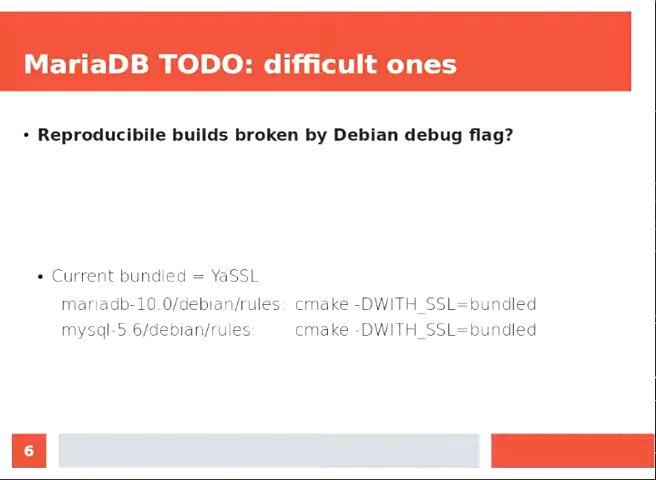 MariaDB TODO: difficult ones
• Reproducibile builds broken by Debian debug flag?
• Current bundled = YaSSL
mariadb-10.0/debian/rules: cmake -DWITH_SSL=bundled
mysql-5.6/debian/rules: cmake -DWITH_SSL=bundled
6